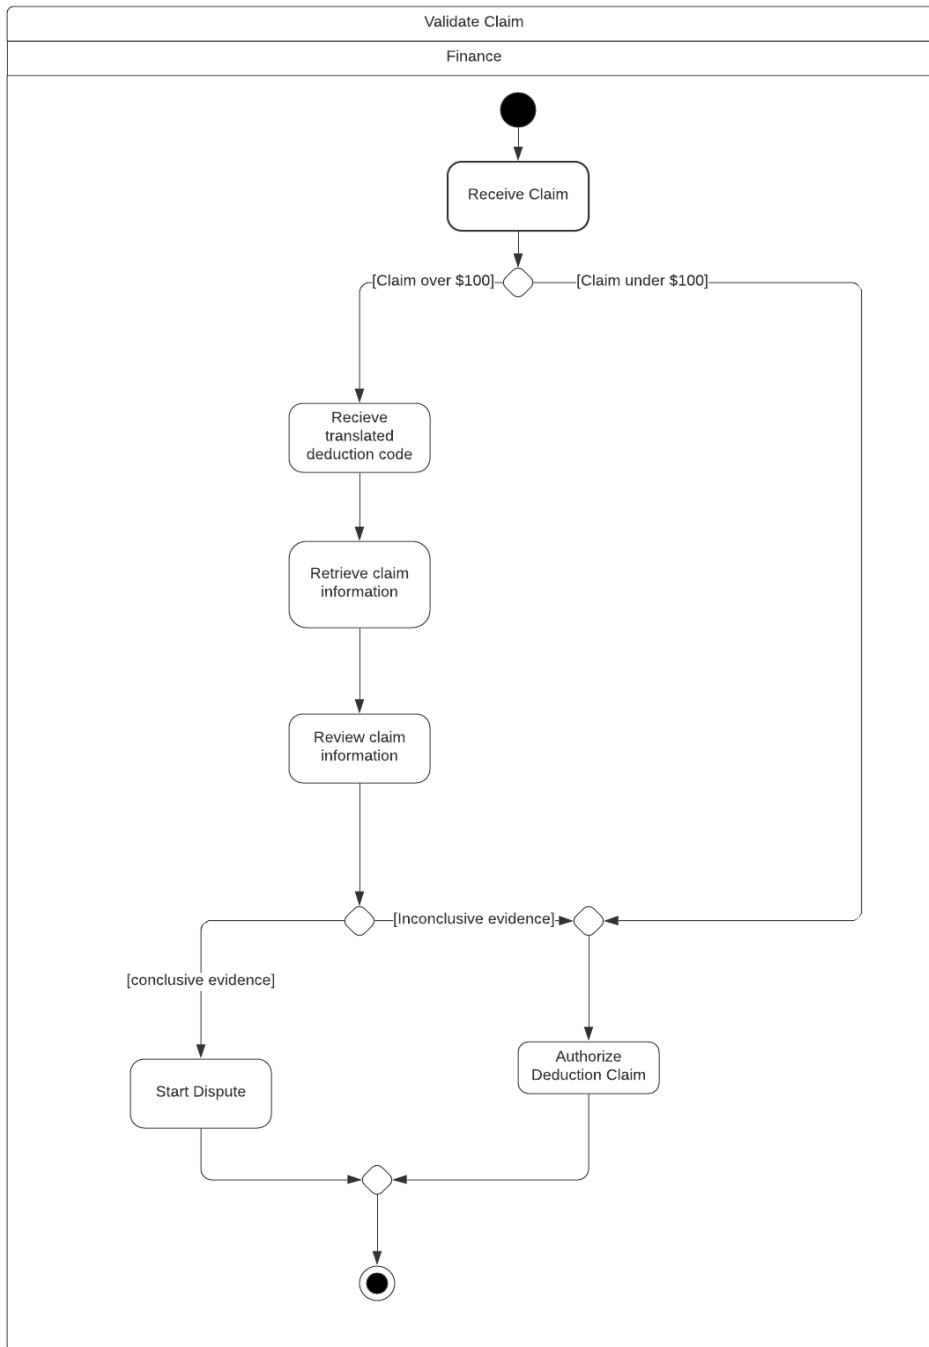 Validate Claim
Finance
Receive Claim
[Claim over $100]
[Claim under $100]
Recieve
translated
deduction code
Retrieve claim
information
Review claim
information
[Inconclusive evidence]
[conclusive evidence]
Authorize
Deduction Claim
Start Dispute